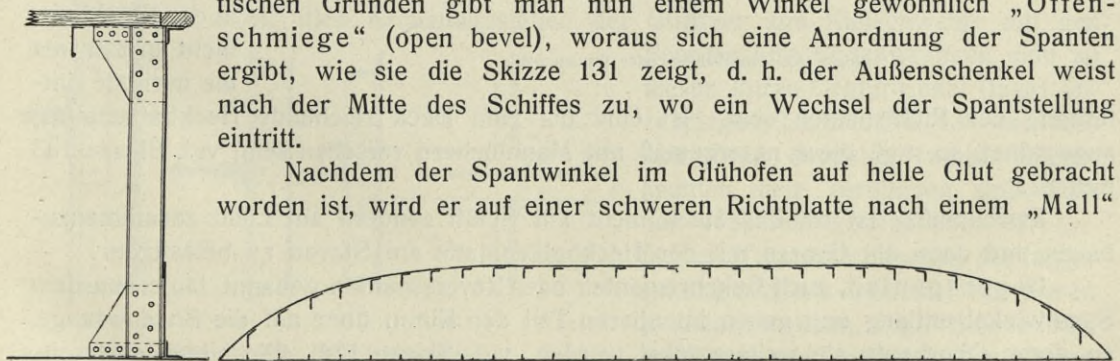 tischen Gründen gibt man nun einem Winkel gewöhnlich „Offen-
schmiege“ (open bevel), woraus sich eine Anordnung der Spanten
ergibt, wie sie die Skizze 131 zeigt, d. h. der Außenschenkel weist
nach der Mitte des Schiffes zu, wo ein Wechsel der Spantstellung
eintritt.
Nachdem der Spantwinkel im Glühofen auf helle Glut gebracht
worden ist, wird er auf einer schweren Richtplatte nach einem „Mall“